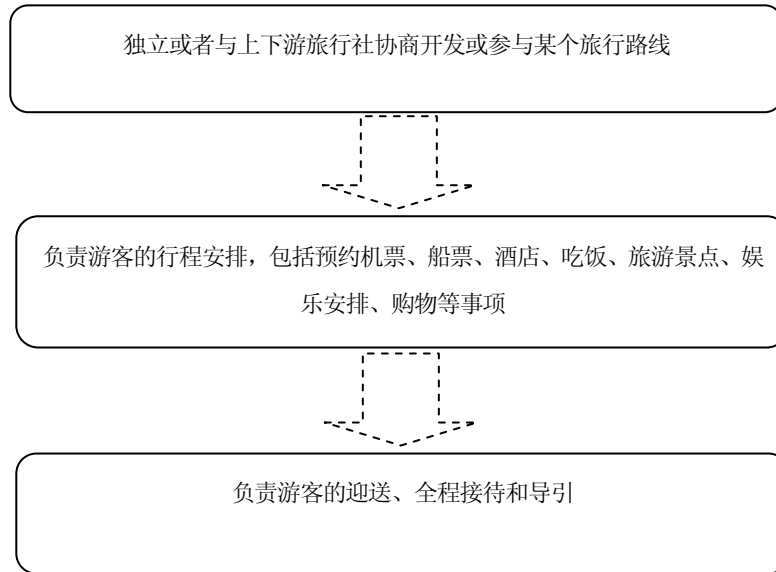 独立或者与上下游旅行社协商开发或参与某个旅行路线
负责游客的行程安排，包括预约机票、船票、酒店、吃饭、旅游景点、娱
乐安排、购物等事项
负责游客的迎送、全程接待和导引